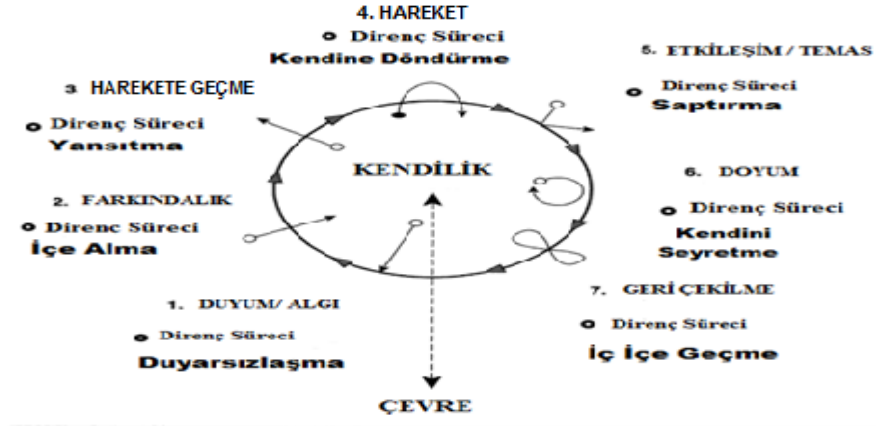 4. HAREKET
Direnç Süreci
Kendine Döndürme
5. ETKİLEŞİM / TEMAS
Direnç Süreci
Saptırma
3 HAREKETE GEÇME
Direnç Süreci
Yansıtma
KENDİLİK
6. DOYUM
Direnç Süreci
Kendini
Seyretme
2. FARKINDALIK
Direnc Süreci
İçe Alma
7. GERİ ÇEKİLME
Direnç Süreci
İç İçe Geçme
1. DUYUM/ ALGI
Direnç Süreci
Duyarsızlaşma
ÇEVRE